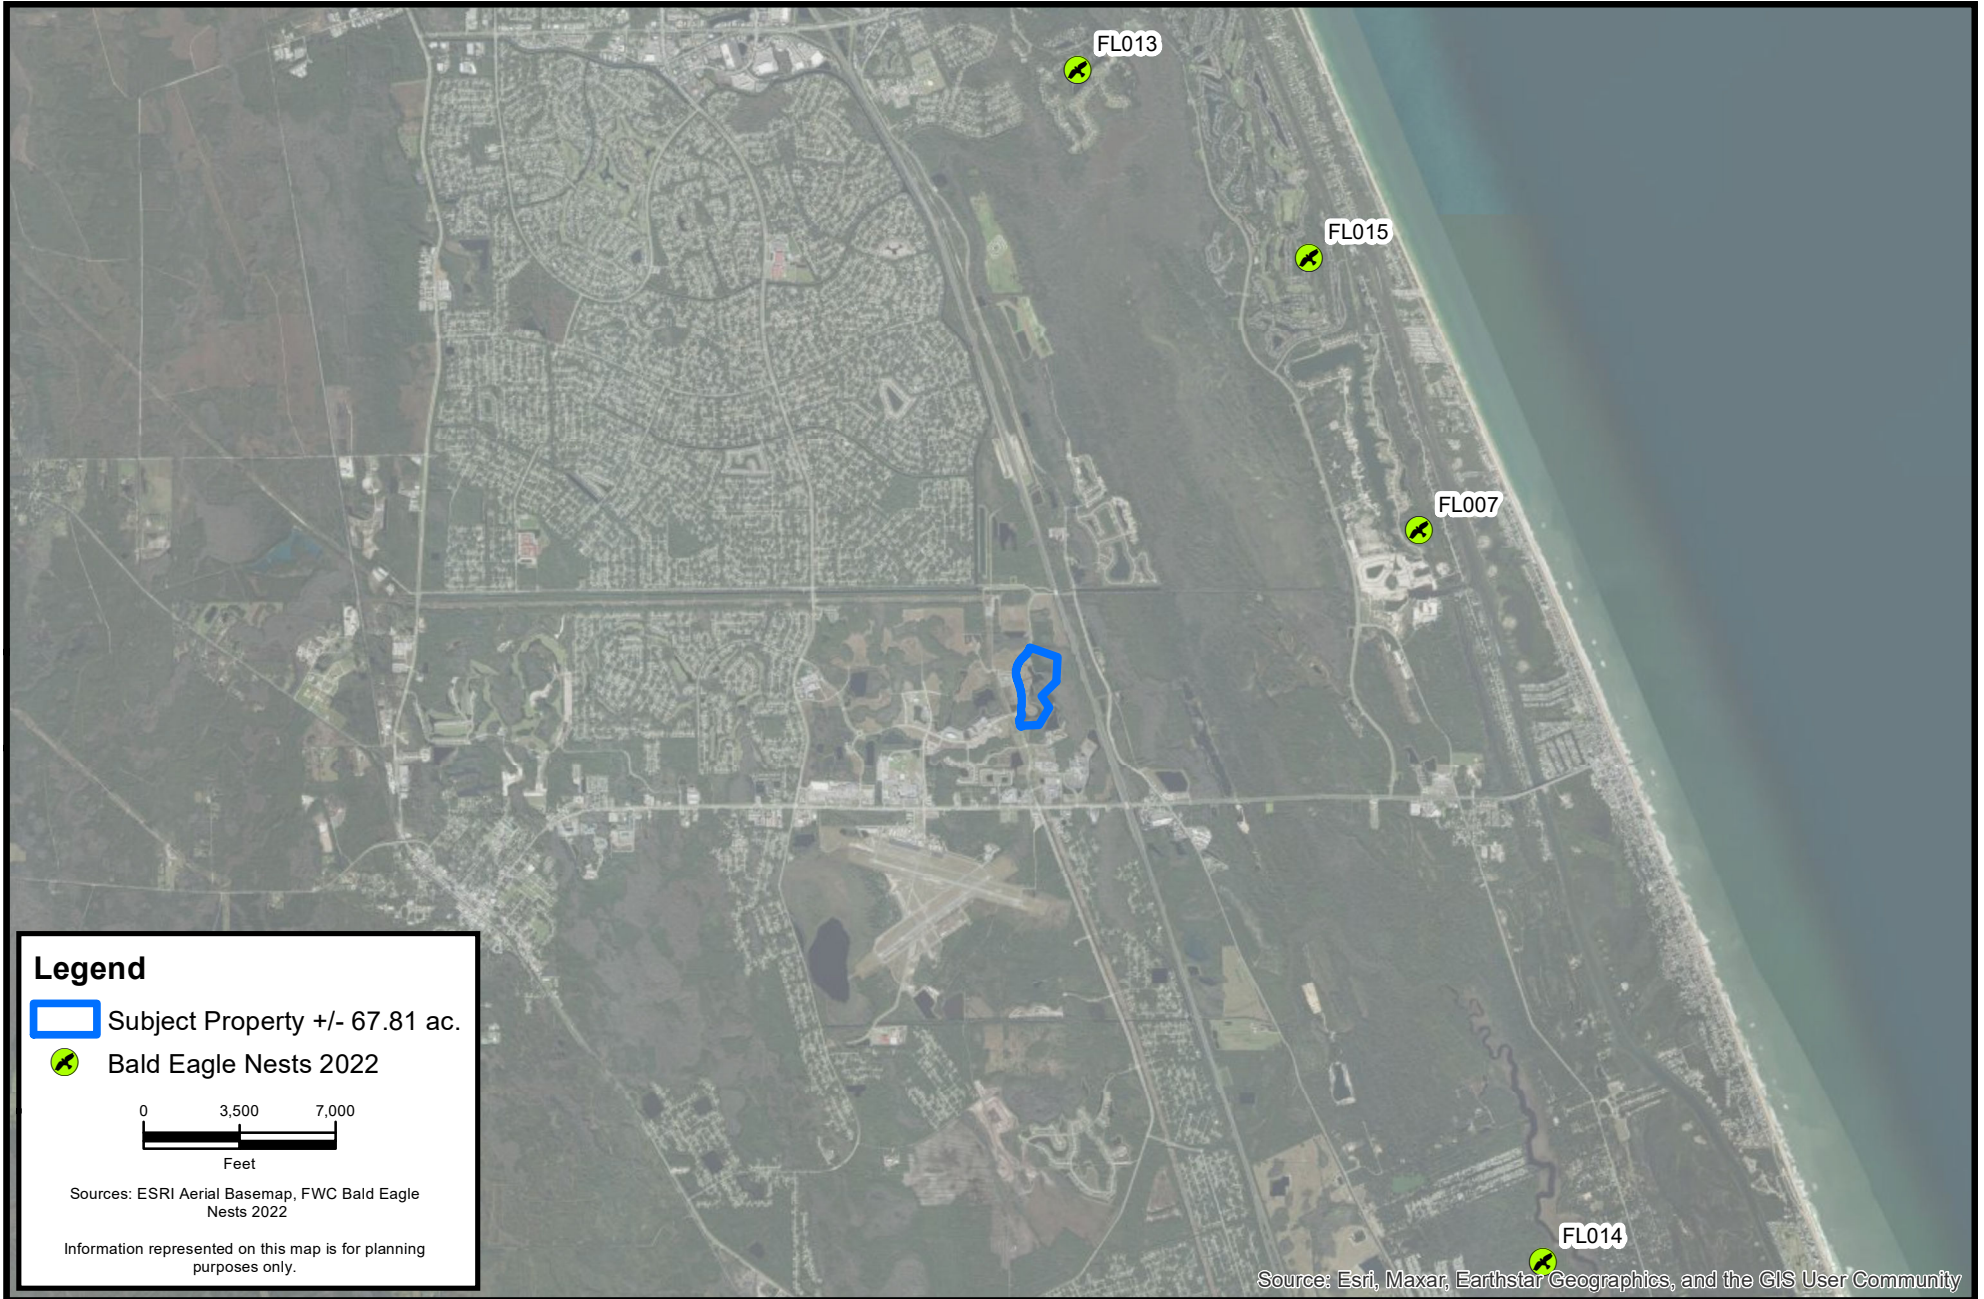 FL013
FL015
FL007
FL014
Legend
Subject Property +/- 67.81 ac.
Bald Eagle Nests 2022
0 3,500 7,000
Feet
Sources: ESRI Aerial Basemap, FWC Bald Eagle
Nests 2022
Information represented on this map is for planning
purposes only.
Source: Esri, Maxar, Earthstar Geographics, and the GIS User Community